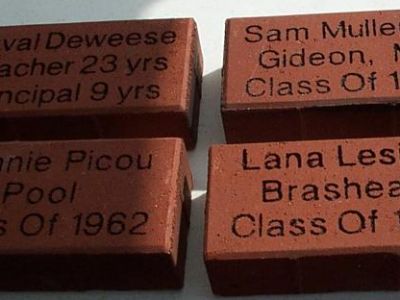 val Deweese
acher 23 yrs
ncipal 9 yrs
Sam Mulle
Gideon,
Class Of 1
nnie Picou
Pool
s Of 1962
Lana Lesl
Brashea
Class Of 1